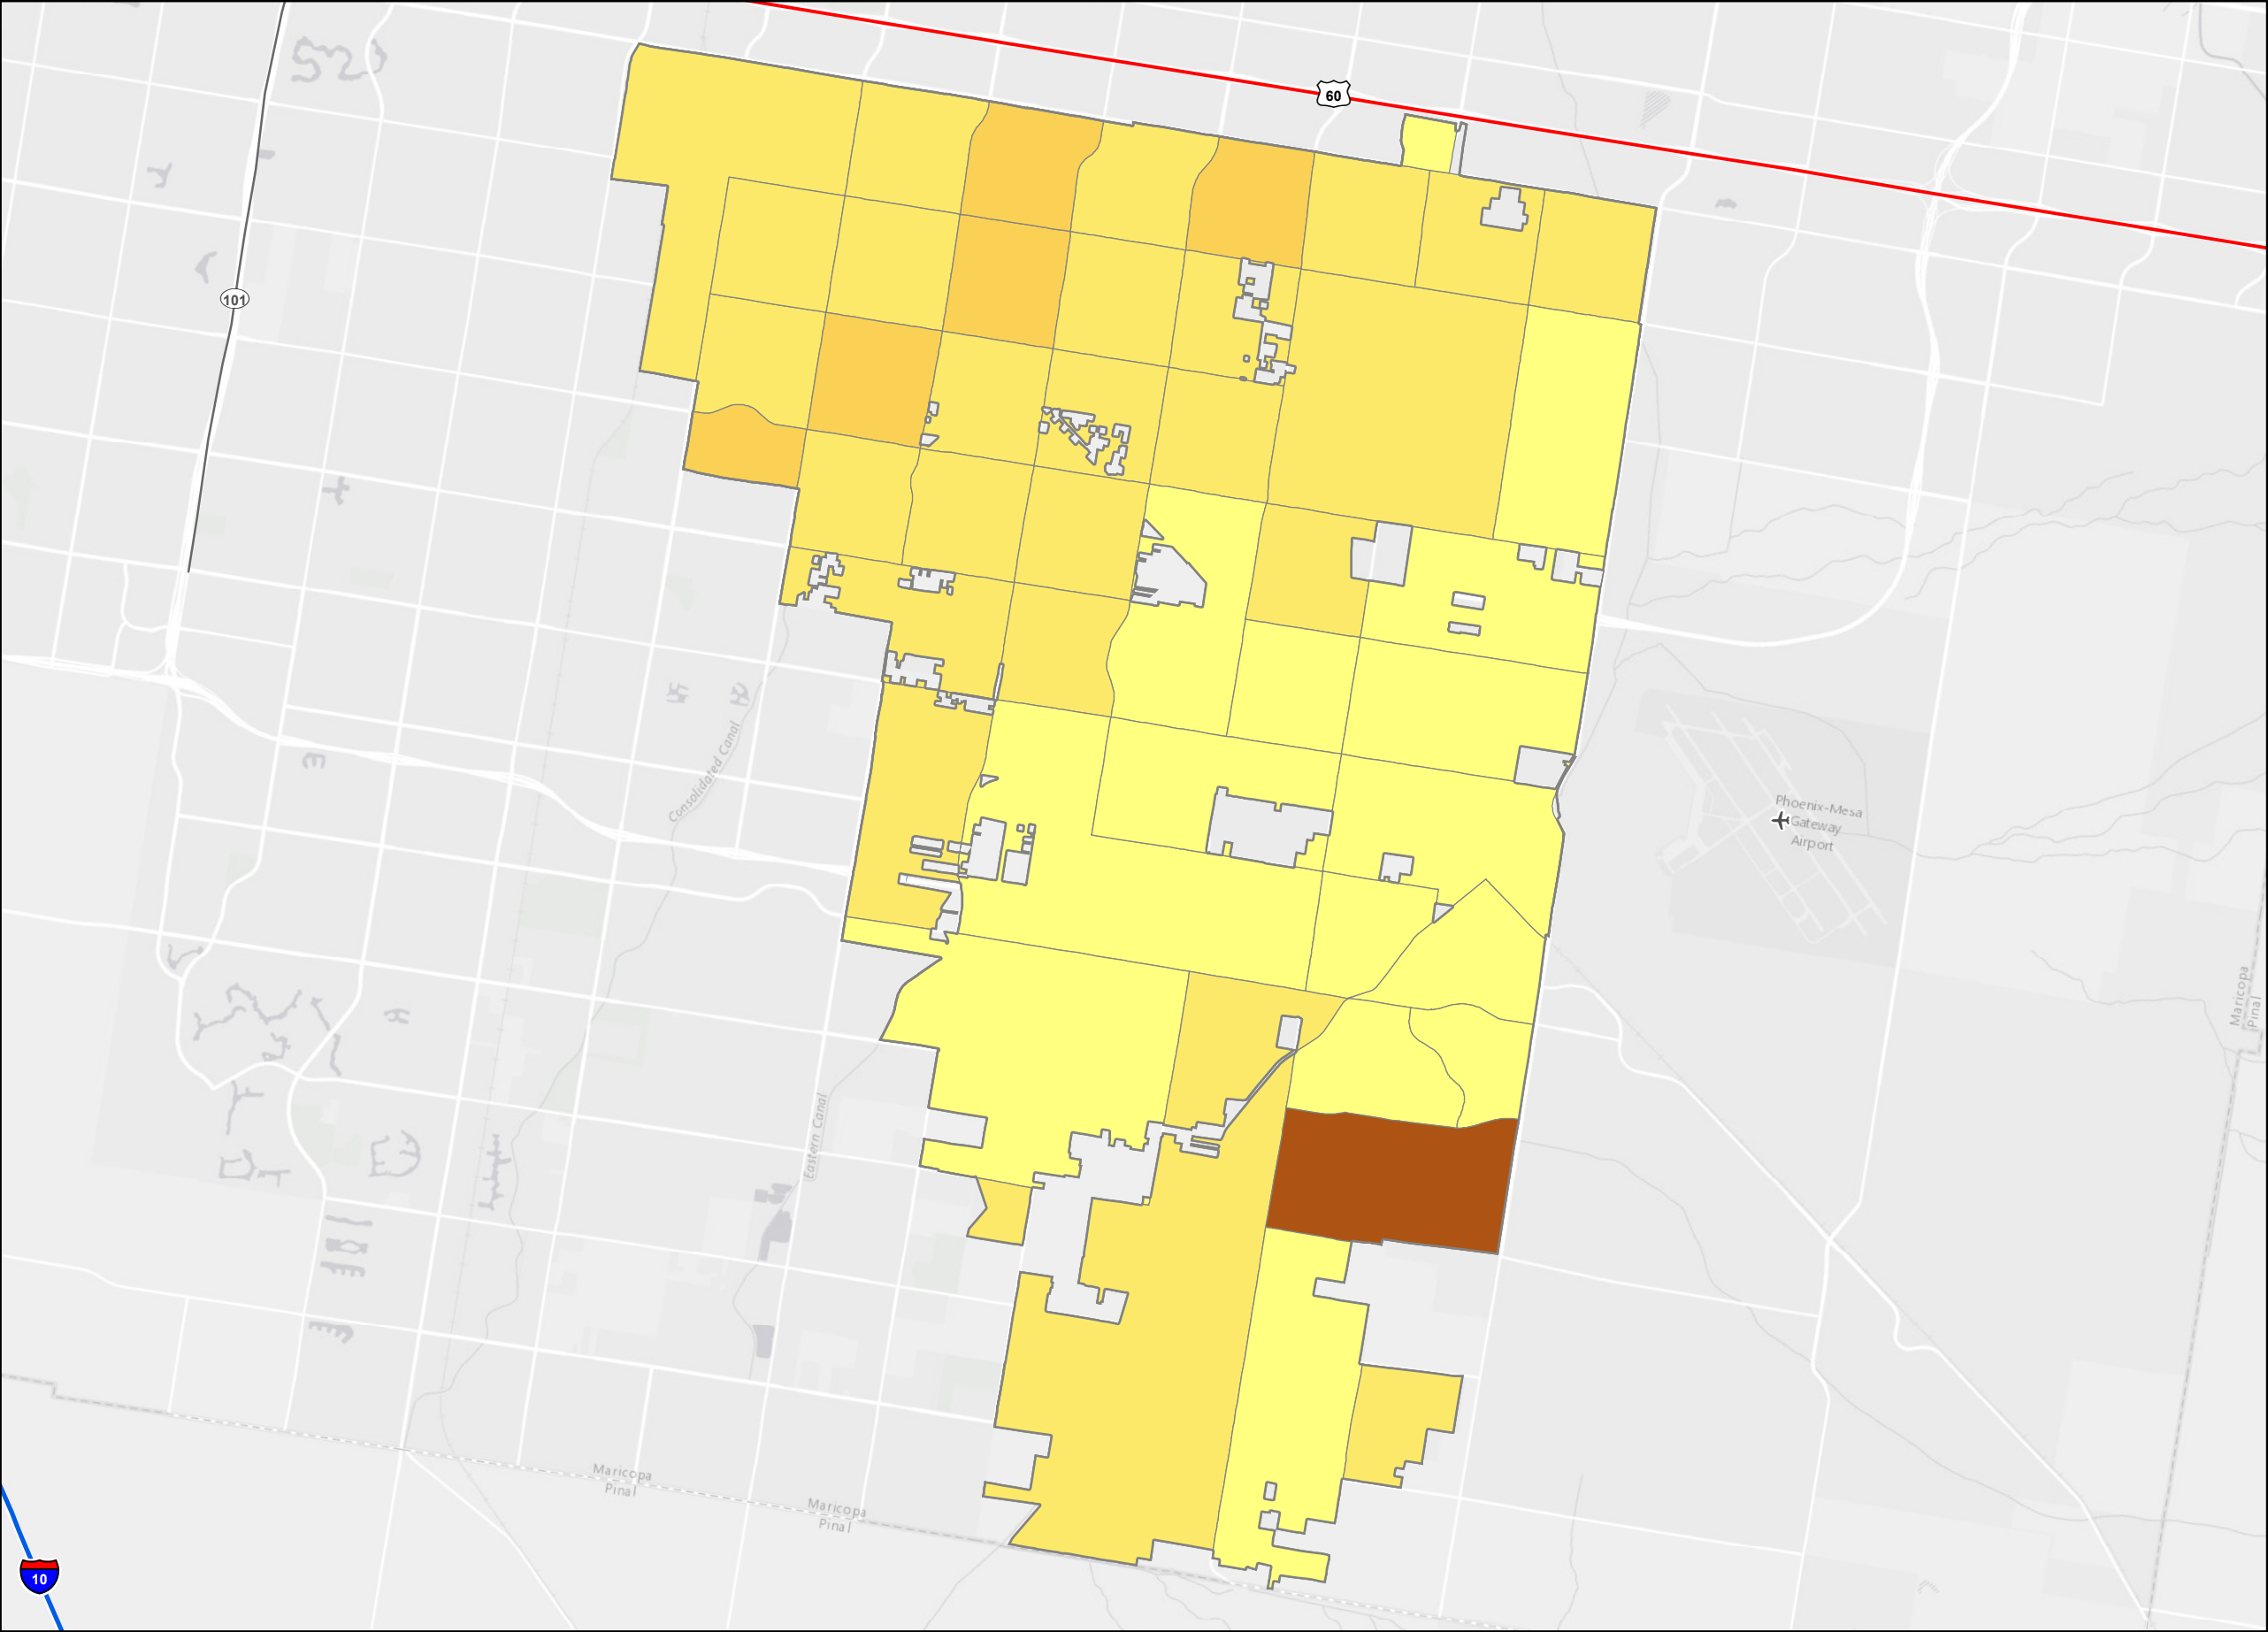 60
101
Consolidated Canal
Phoenix-Mesa
Gateway
Airport
Maricopa
Pinal
Eastern Canal
Maricopa
Pinal
Maricopa
Pinal
10